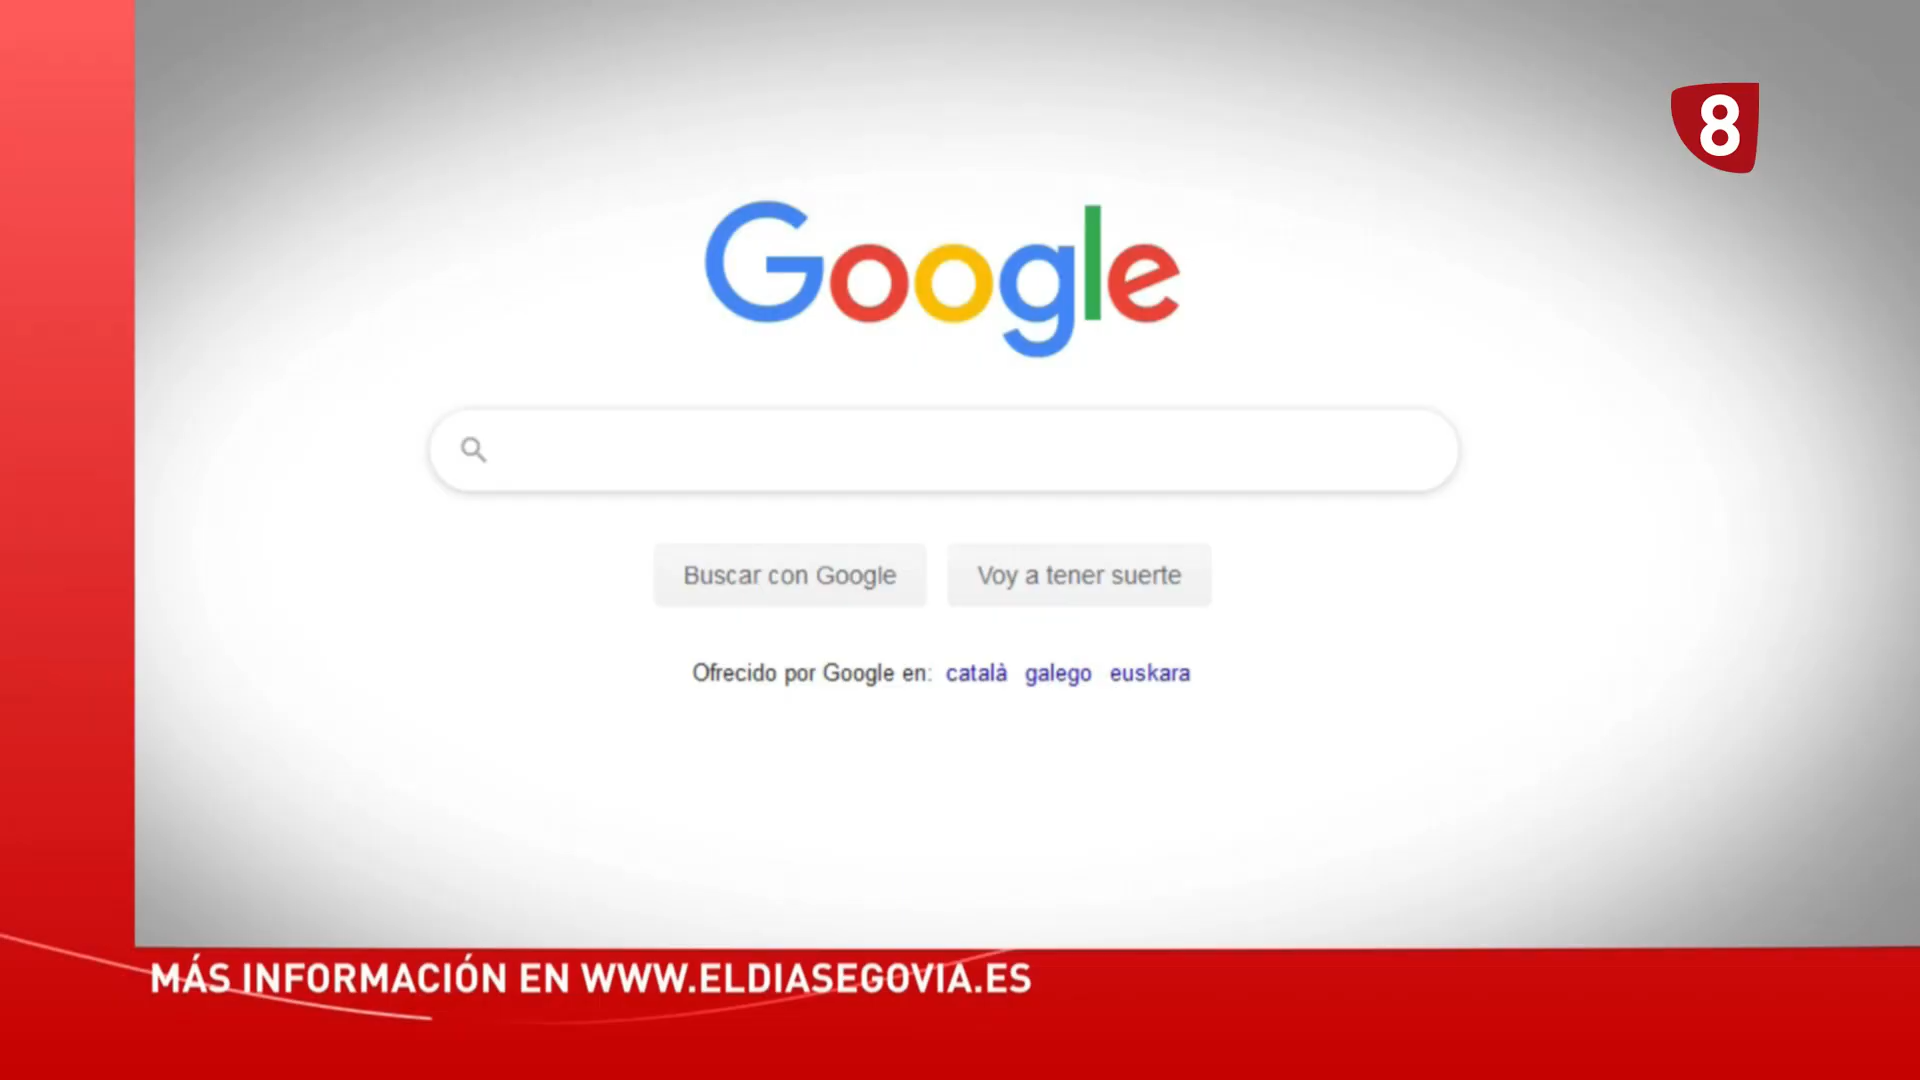 8
Google
Buscar con Google Voy a tener suerte
Ofrecido por Google en: català galego euskara
MÁS INFORMACIÓN EN WWW.ELDIASEGOVIA.ES